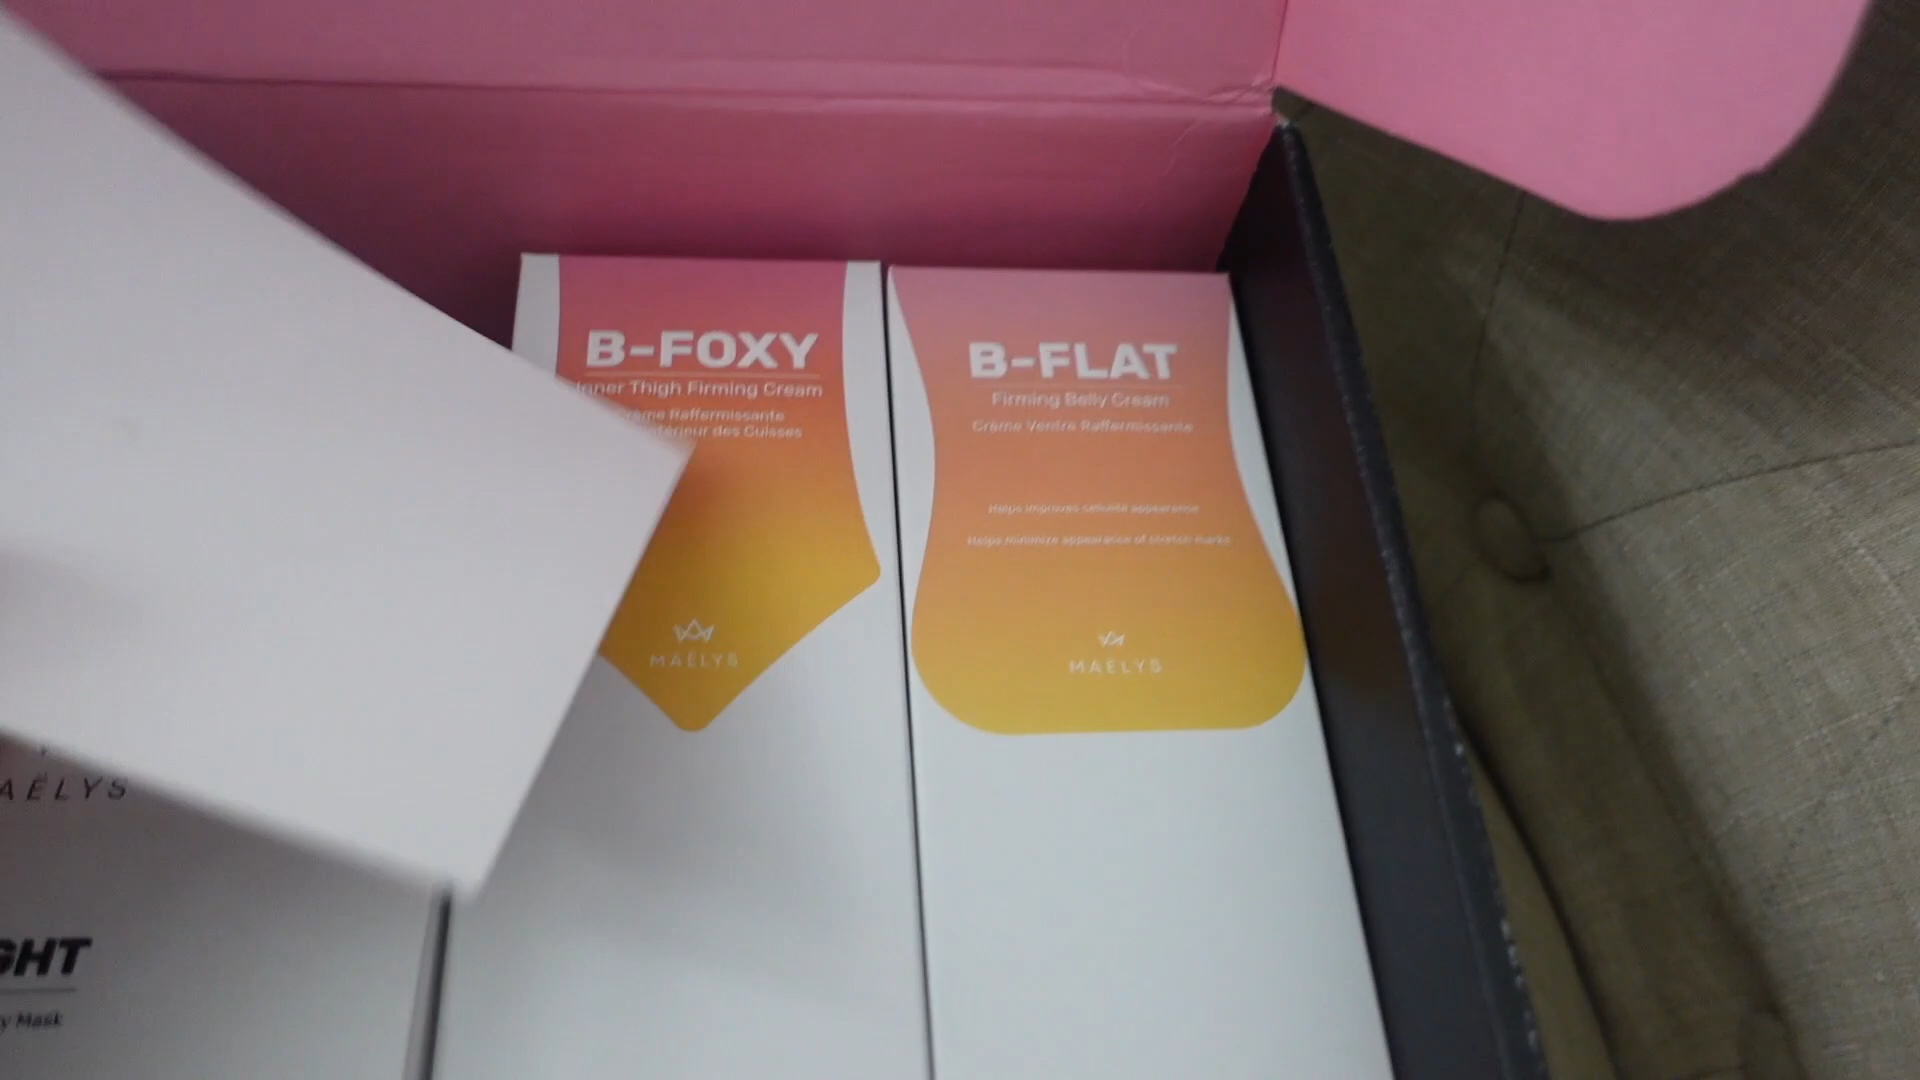 B-FOXY
Inner Thigh Firming Cream
Crème Raffermissante
Intérieur des Cuisses
MAËLYS
B-FLAT
Firming Belly Cream
Crème Ventre Raffermissante
Helps improves cellulite appearance
Helps minimize appearance of stretch marks
MAËLYS
AËLYS
GHT
y Mask